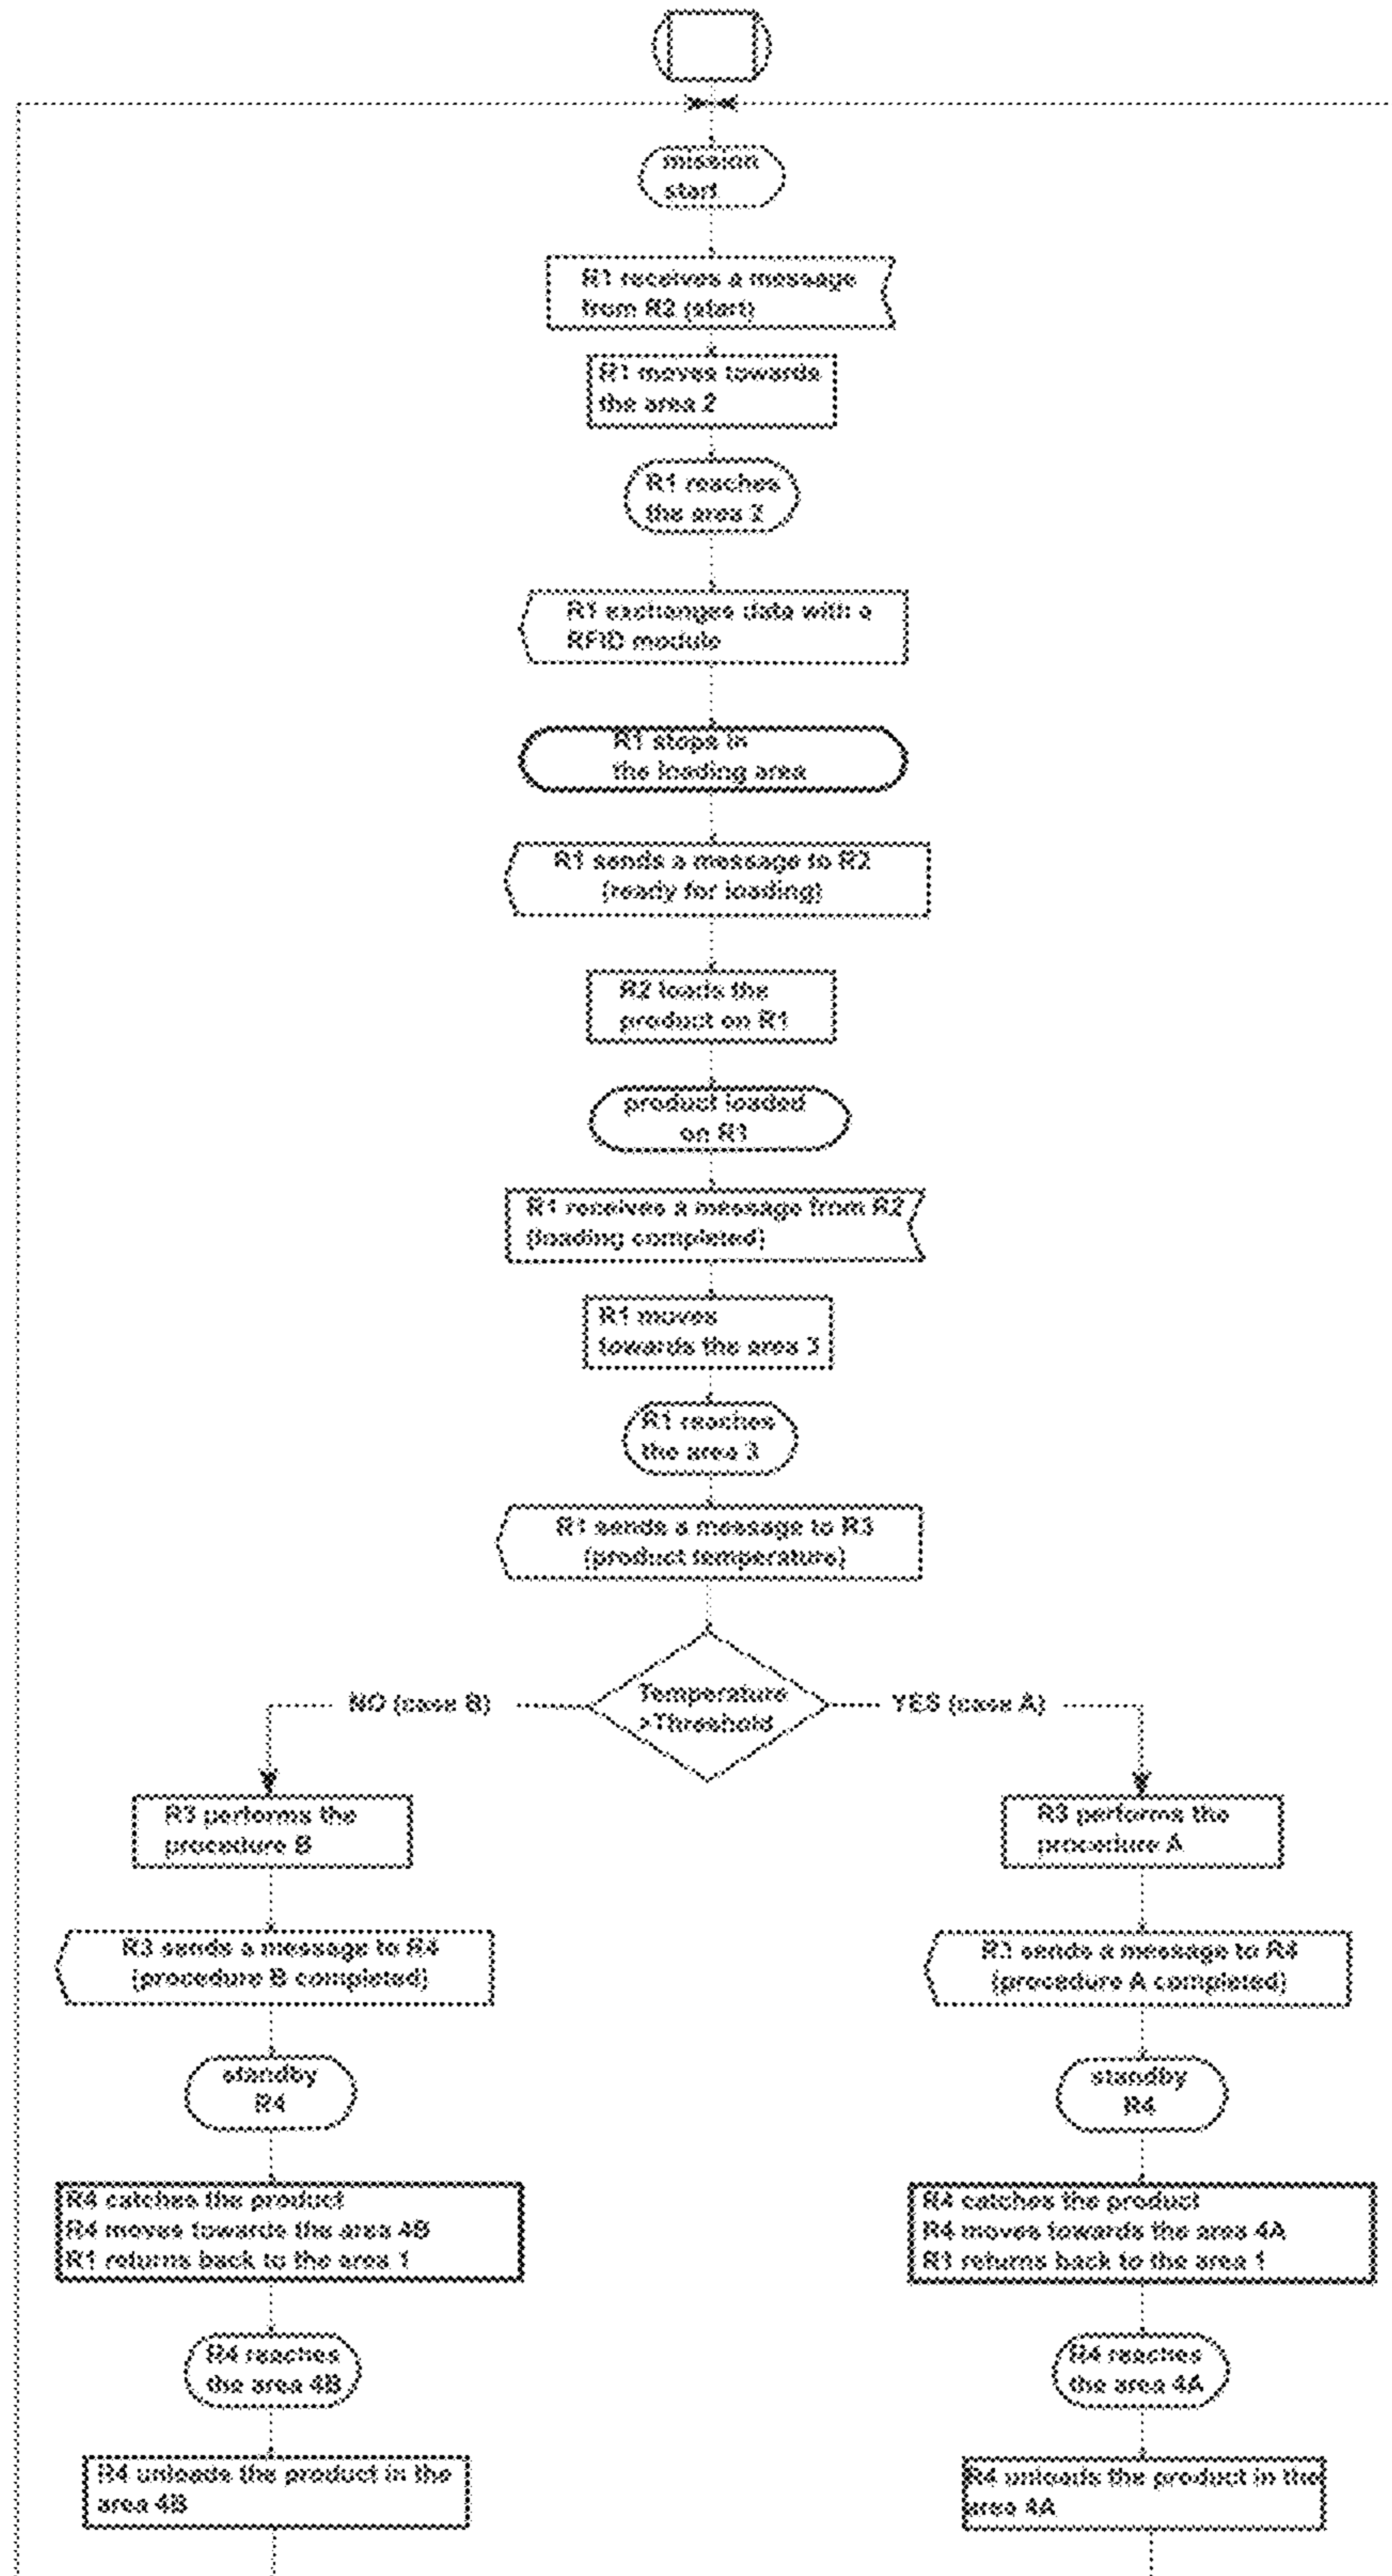 mission
start
R1 receives a message
from R2 (start)
R1 moves towards
the area 2
R1 reaches
the area 2
R1 exchanges data with a
RFID module
R1 stops in
the loading area
R1 sends a message to R2
(ready for loading)
R2 loads the
product on R1
product loaded
on R1
R1 receives a message from R2
(loading completed)
R1 moves
towards the area 3
R1 reaches
the area 3
R1 sends a message to R3
(product temperature)
Temperature
>Threshold
NO (case B)
YES (case A)
R3 performs the
procedure B
R3 sends a message to R4
(procedure B completed)
standby
R4
R4 catches the product
R4 moves towards the area 4B
R1 returns back to the area 1
R4 reaches
the area 4B
R4 unloads the product in the
area 4B
R3 performs the
procedure A
R3 sends a message to R4
(procedure A completed)
standby
R4
R4 catches the product
R4 moves towards the area 4A
R1 returns back to the area 1
R4 reaches
the area 4A
R4 unloads the product in the
area 4A